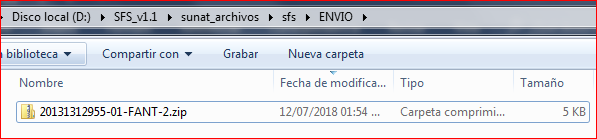 Disco local (D:) ▸ SFS_v1.1 ▸ sunat_archivos ▸ sfs ▸ ENVIO ▸
biblioteca ▾ Compartir con ▾ Grabar Nueva carpeta
Nombre Fecha de modifica... Tipo Tamaño
20131312955-01-FANT-2.zip 12/07/2018 01:54 ... Carpeta comprimi... 5 KB